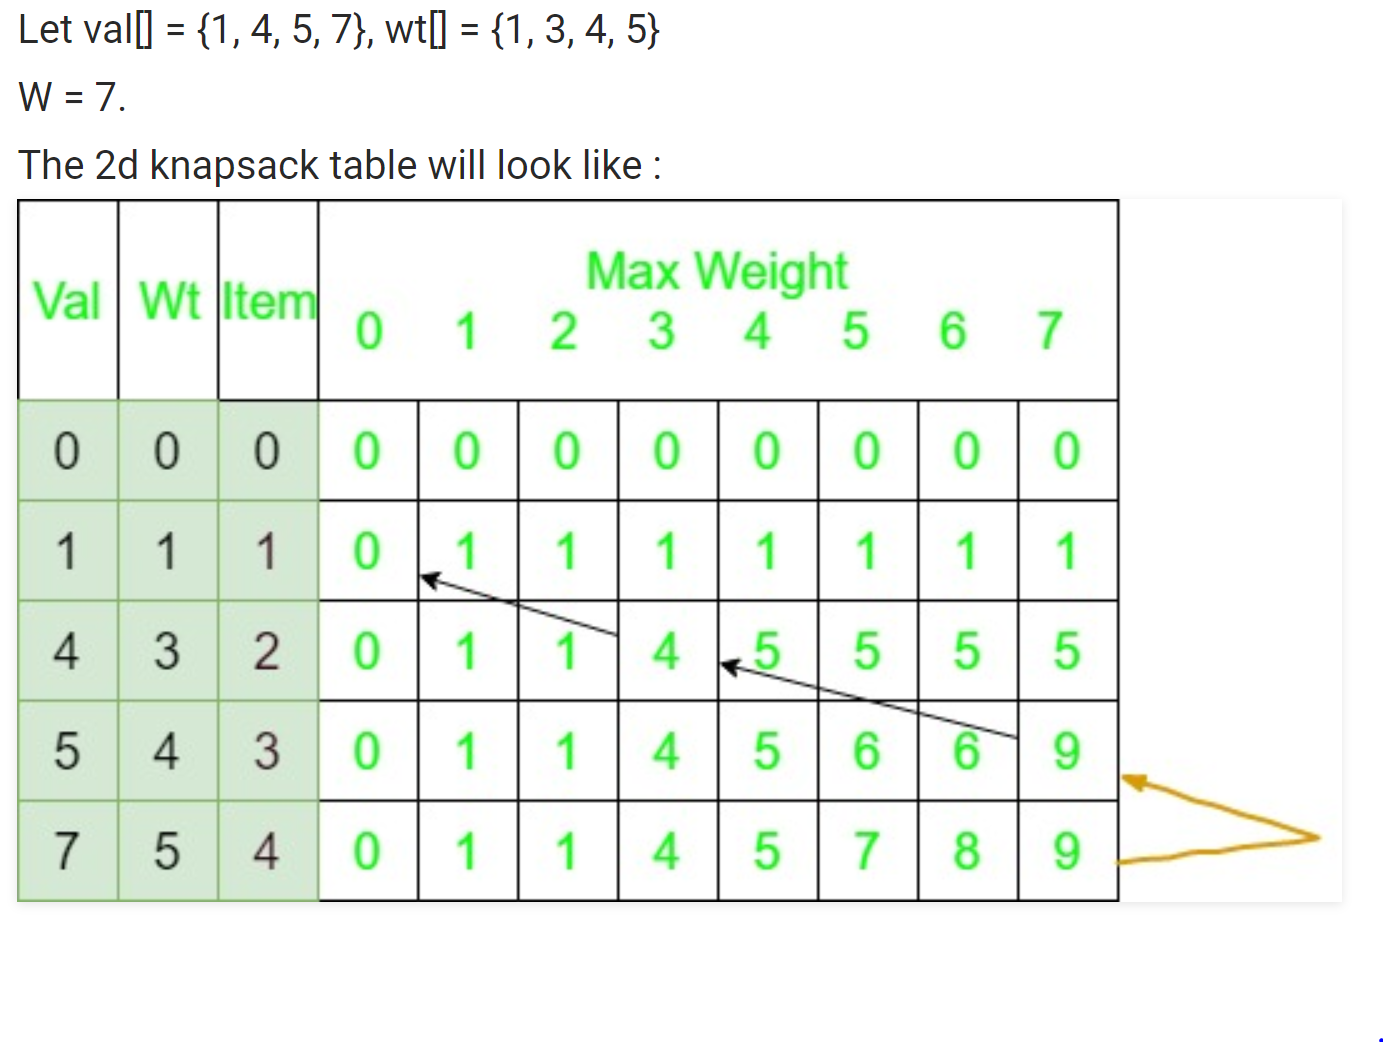 Let val[] = {1, 4, 5, 7}, wt[] = {1, 3, 4, 5}
W = 7.
The 2d knapsack table will look like :
Max Weight
Val Wt Item
0 1 2 3 4 5 6 7
0 0 0 0 0 0 0 0 0 0 0
1 1 1 0 1 1 1 1 1 1 1
4 3 2 0 1 1 4 5 5 5 5
5 4 3 0 1 1 4 5 6 6 9
7 5 4 0 1 1 4 5 7 8 9